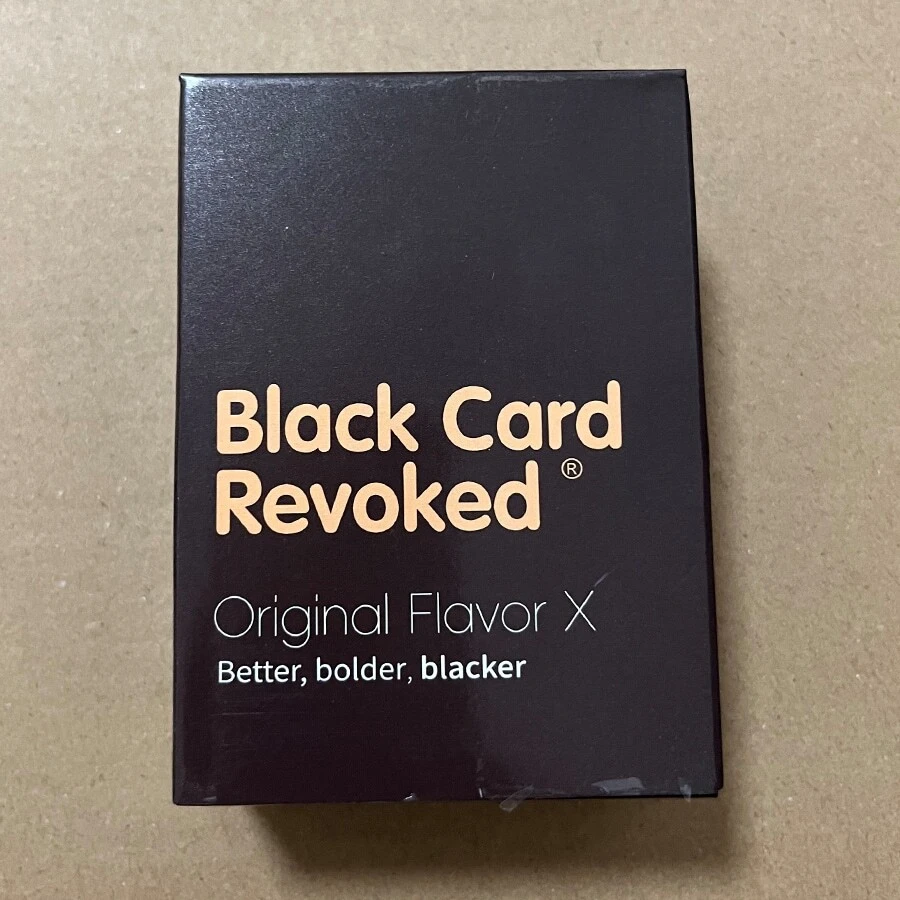 Black Card
Revoked®
Original Flavor X
Better, bolder, blacker